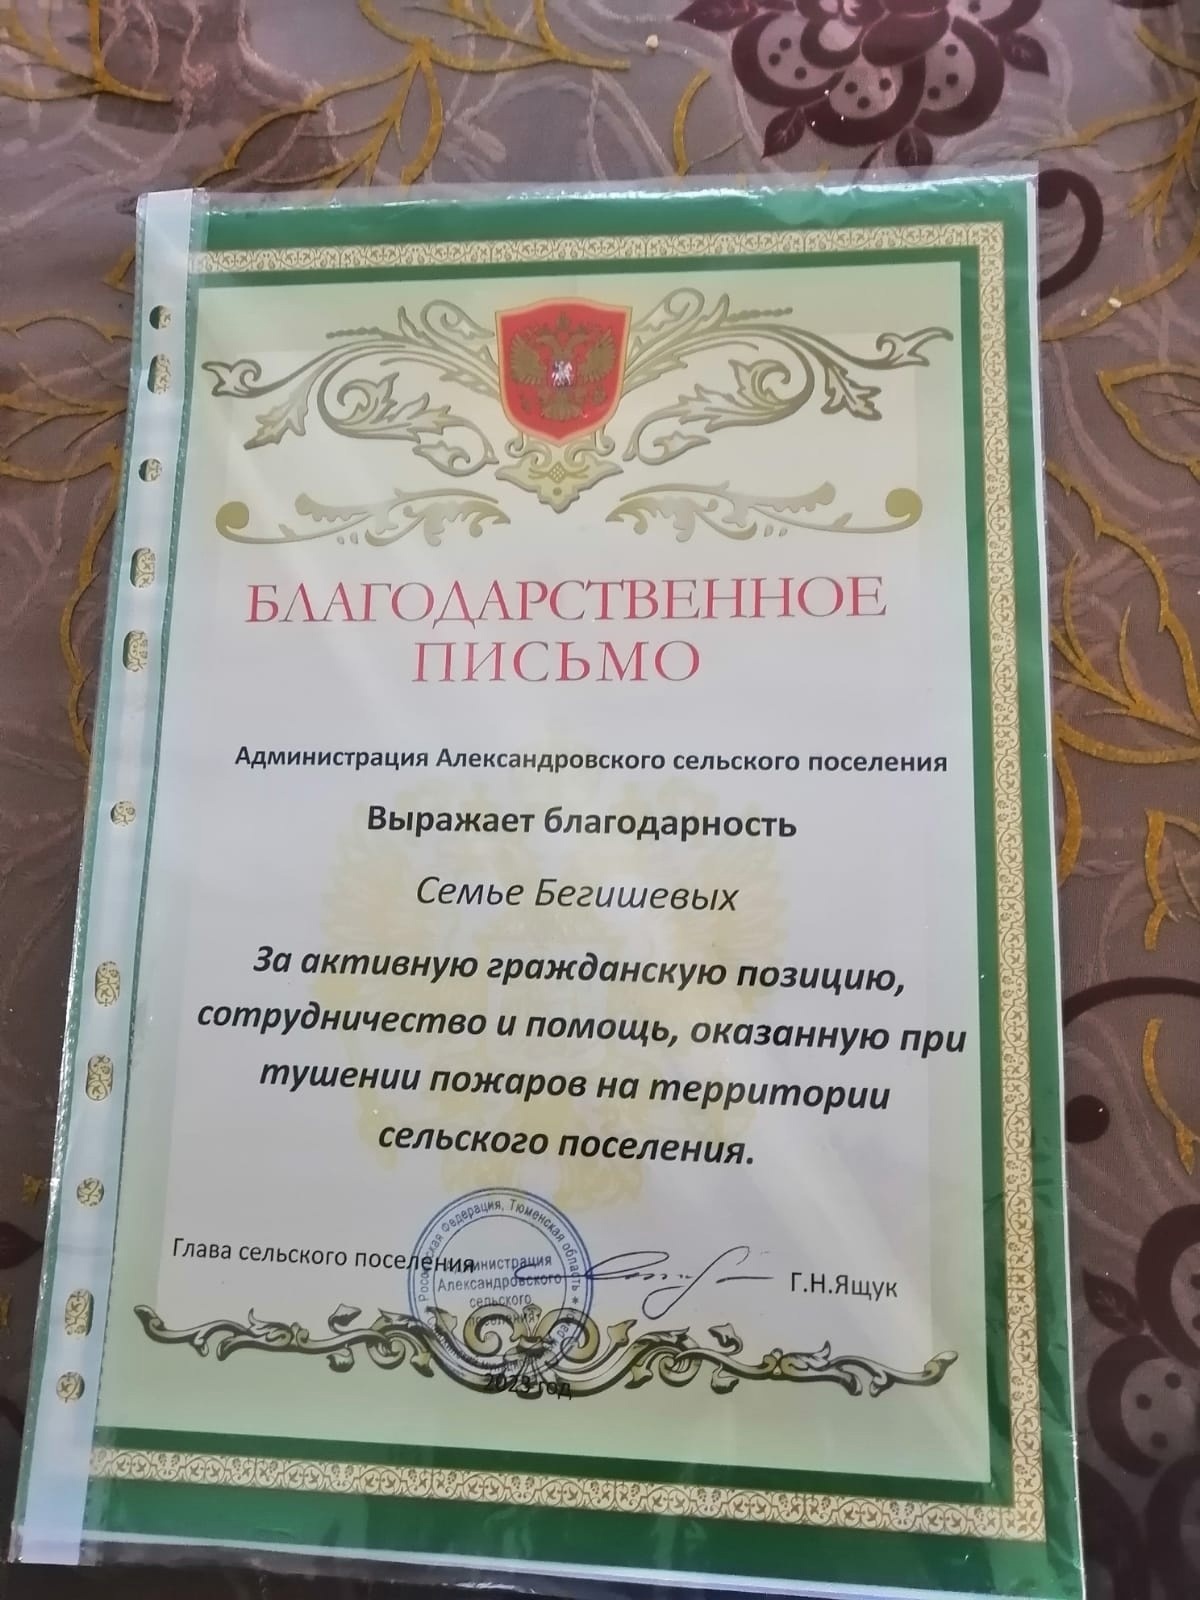 БЛАГОДАРСТВЕННОЕ
ПИСЬМО
Администрация Александровского сельского поселения
Выражает благодарность
Семье Бегишевых
За активную гражданскую позицию,
сотрудничество и помощь, оказанную при
тушении пожаров на территории
сельского поселения.
Глава сельского поселения
Г.Н.Ящук
Российская Федерация, Тюменская область
Администрация
Александровского
сельского
поселения
2023 год